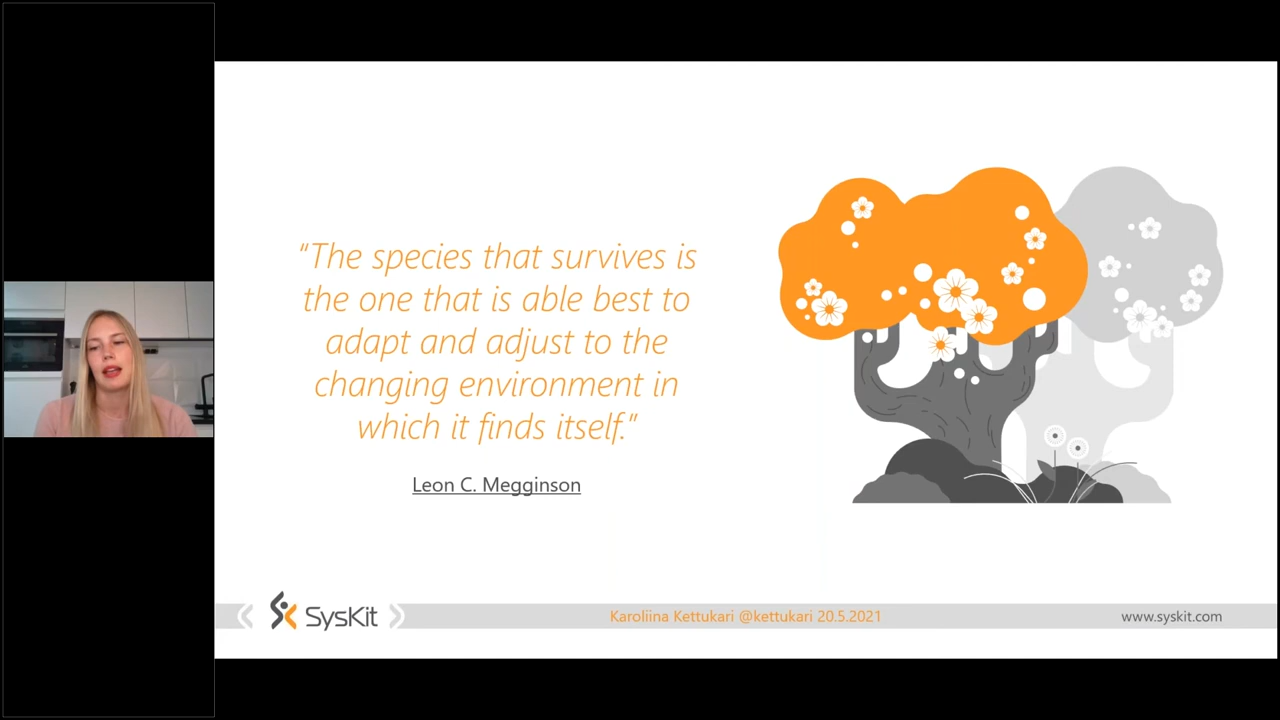 “The species that survives is
the one that is able best to
adapt and adjust to the
changing environment in
which it finds itself.”
Leon C. Megginson
SysKit
Karoliina Kettukari @kettukari 20.5.2021
www.syskit.com